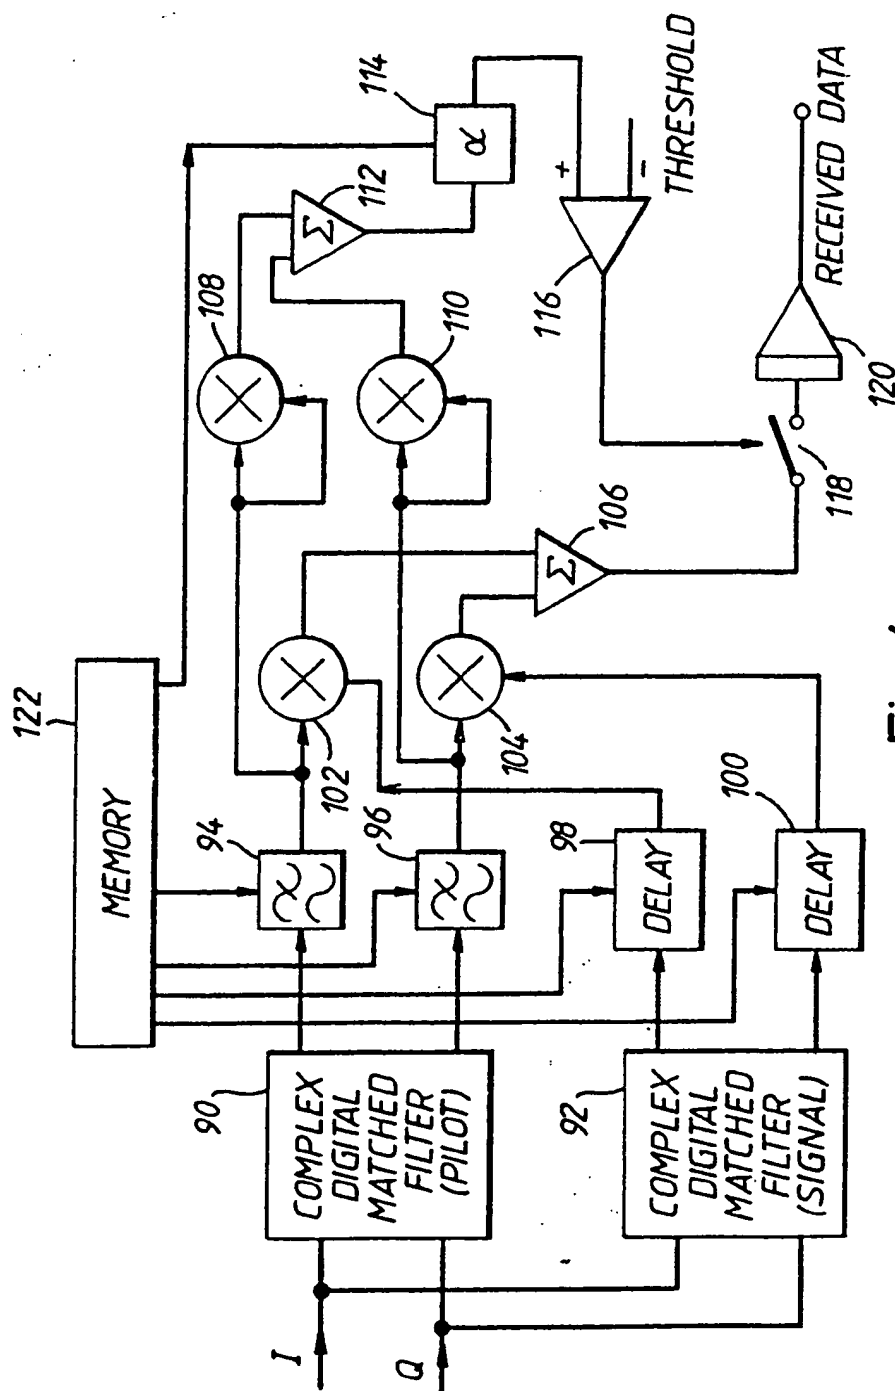 122
MEMORY
I
Q
90
COMPLEX
DIGITAL
MATCHED
FILTER
(PILOT)
92
COMPLEX
DIGITAL
MATCHED
FILTER
(SIGNAL)
94
96
98
DELAY
100
DELAY
102
104
106
Σ
108
110
112
Σ
114
α
+
−
THRESHOLD
116
118
120
RECEIVED DATA